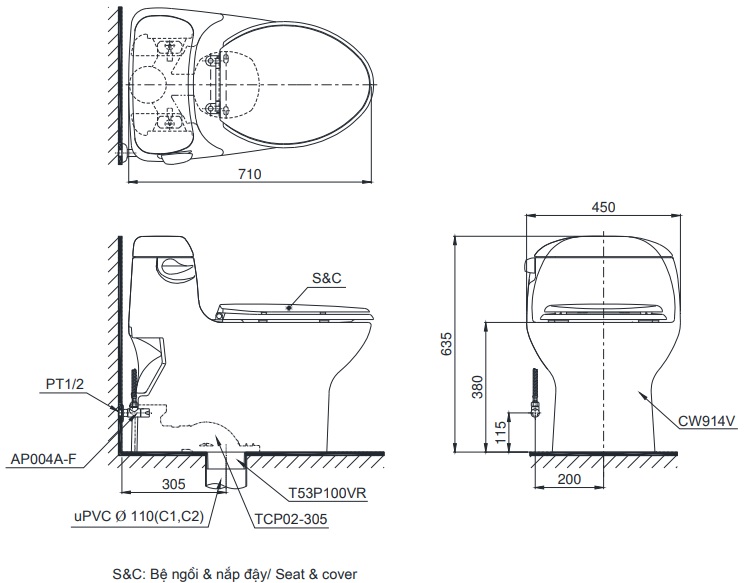 710
450
S&C
635
380
PT1/2
115
CW914V
AP004A-F
305
200
T53P100VR
uPVC Ø 110(C1,C2)
TCP02-305
S&C: Bệ ngồi & nắp đậy/ Seat & cover